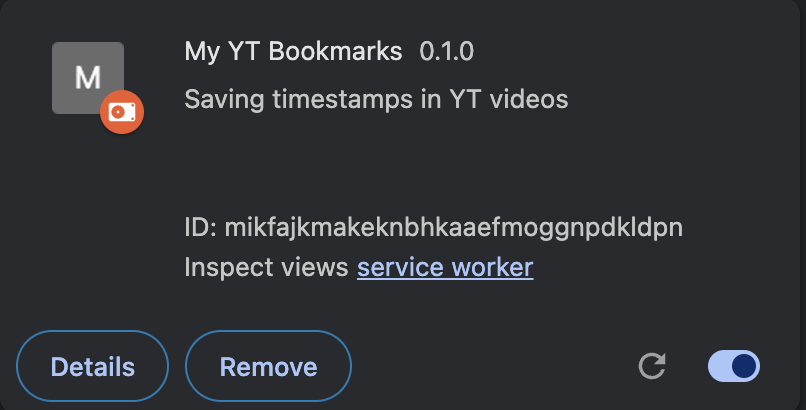 M
My YT Bookmarks 0.1.0
Saving timestamps in YT videos
ID: mikfajkmakeknbhkaaefmoggnpdkldpn
Inspect views service worker
Details Remove